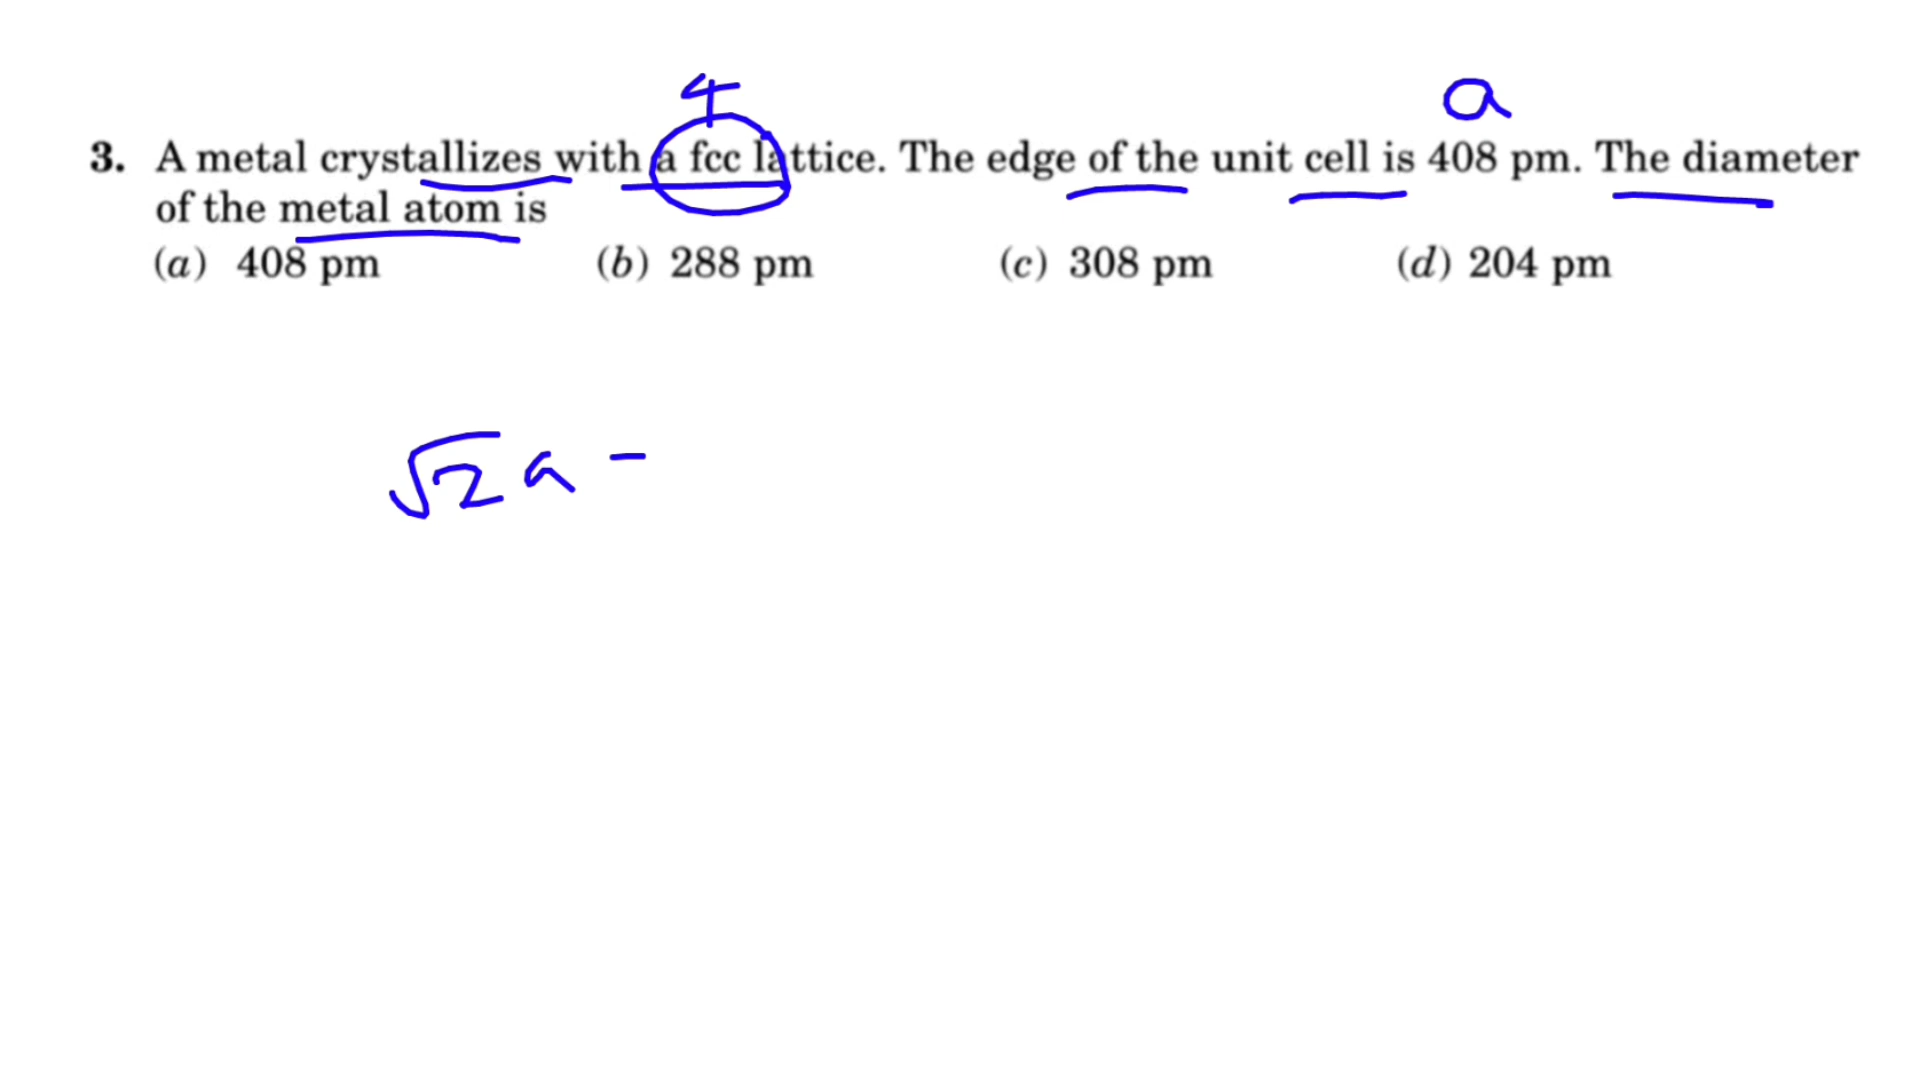 4 a
3. A metal crystallizes with a fcc lattice. The edge of the unit cell is 408 pm. The diameter
of the metal atom is
(a) 408 pm (b) 288 pm (c) 308 pm (d) 204 pm
√2 a -